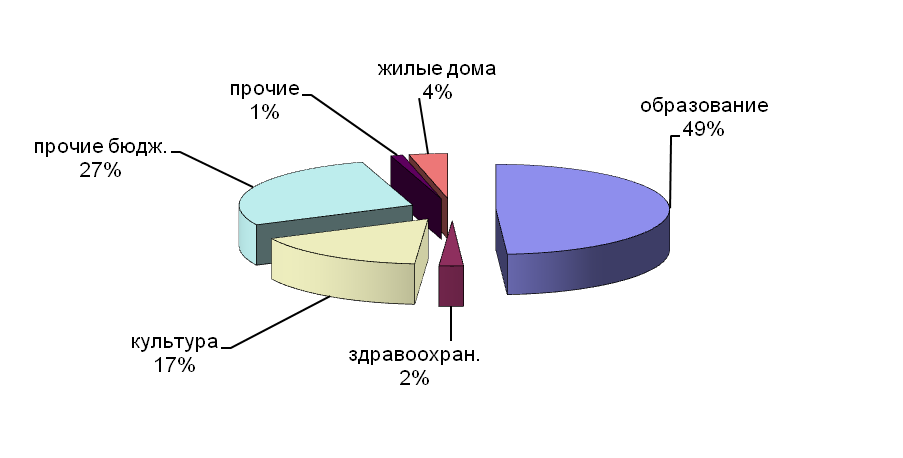 жилые дома
4%
прочие
1%
образование
49%
прочие бюдж.
27%
культура
17%
здравоохран.
2%